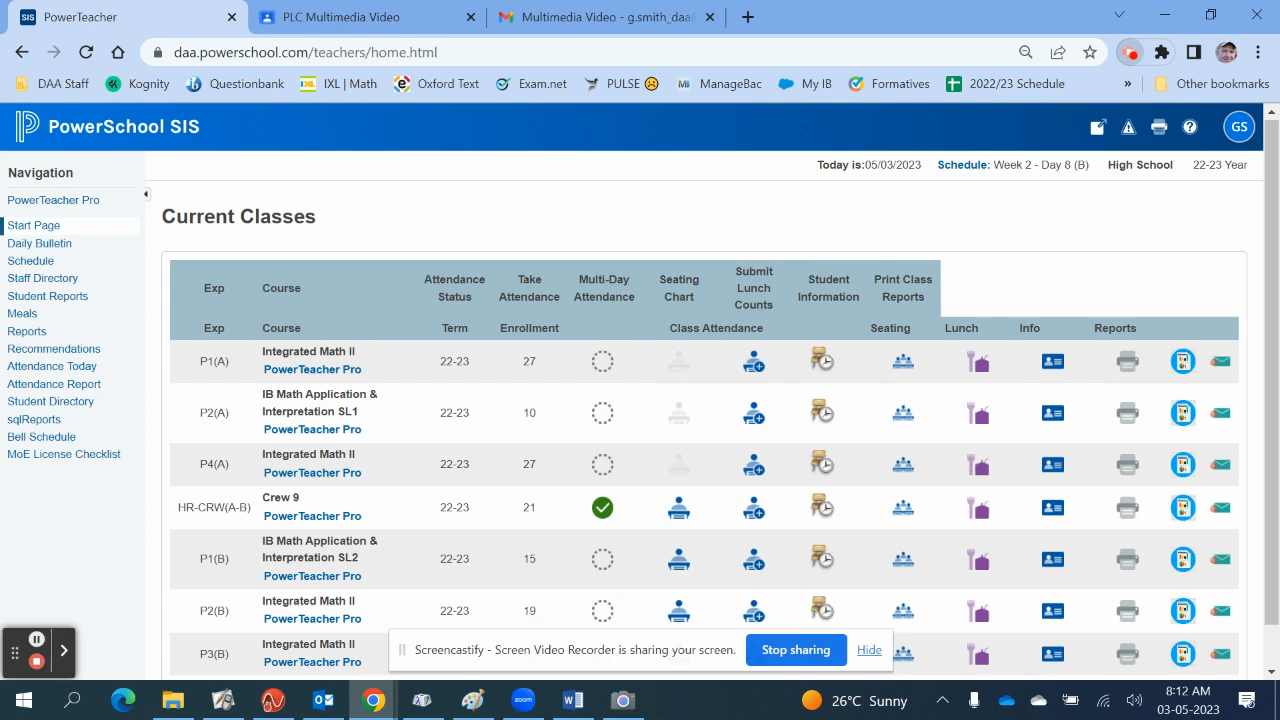 SIS PowerTeacher
PLC Multimedia Video
Multimedia Video - g.smith_daa@
daa.powerschool.com/teachers/home.html
DAA Staff Kognity Questionbank IXL | Math Oxford Text Exam.net PULSE ☹ ManageBac My IB Formatives 2022/23 Schedule » Other bookmarks
PowerSchool SIS
GS
Today is:05/03/2023 Schedule: Week 2 - Day 8 (B) High School 22-23 Year
Navigation
PowerTeacher Pro
Start Page
Daily Bulletin
Schedule
Staff Directory
Student Reports
Meals
Reports
Recommendations
Attendance Today
Attendance Report
Student Directory
sqlReports
Bell Schedule
MoE License Checklist
Current Classes
Exp Course Attendance Status Take Attendance Multi-Day Attendance Seating Chart Submit Lunch Counts Student Information Print Class Reports
Exp Course Term Enrollment Class Attendance Seating Lunch Info Reports
Integrated Math II
P1(A) 22-23 27
PowerTeacher Pro
IB Math Application &
Interpretation SL1
P2(A) 22-23 10
PowerTeacher Pro
Integrated Math II
P4(A) 22-23 27
PowerTeacher Pro
Crew 9
HR-CRW(A-B) 22-23 21
PowerTeacher Pro
IB Math Application &
Interpretation SL2
P1(B) 22-23 15
PowerTeacher Pro
Integrated Math II
P2(B) 22-23 19
PowerTeacher Pro
Integrated Math II
P3(B)
PowerTeacher Pro
Screencastify - Screen Video Recorder is sharing your screen. Stop sharing Hide
zoom
26°C Sunny
8:12 AM
03-05-2023